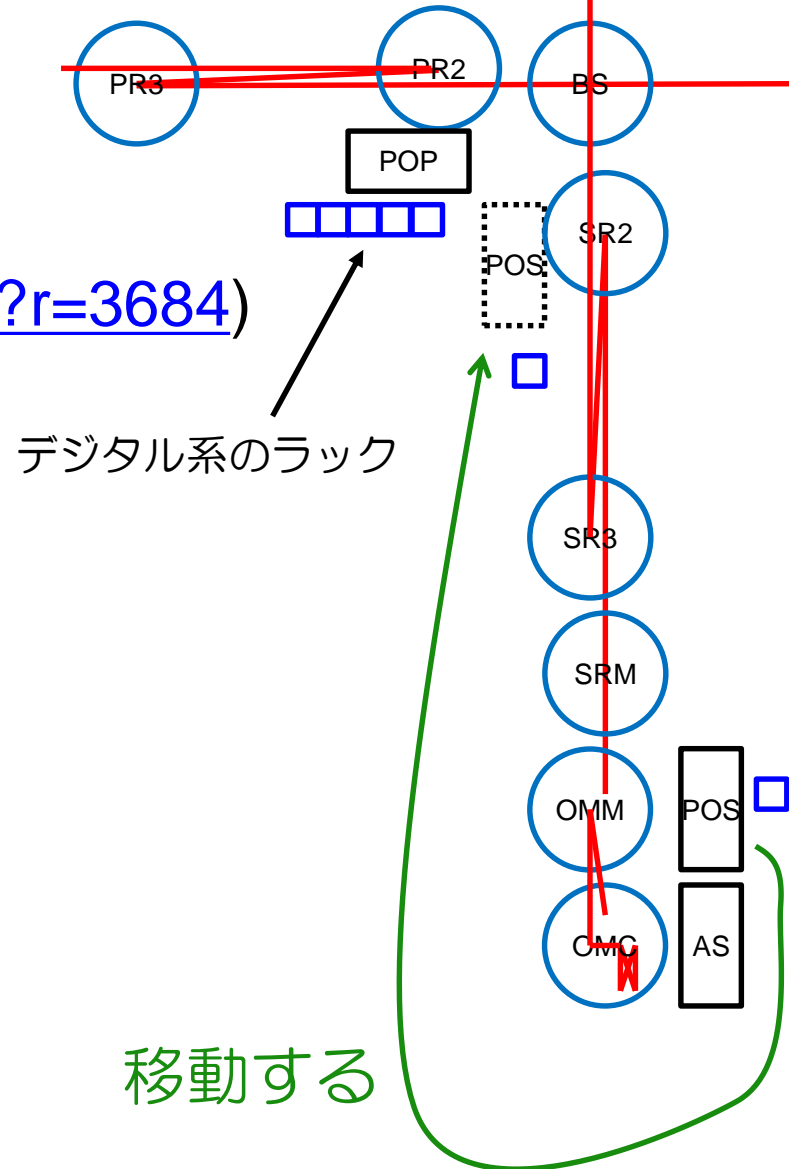 PR3
PR2
BS
POP
SR2
POS
?r=3684)
デジタル系のラック
SR3
SRM
OMM
POS
OMC
AS
移動する